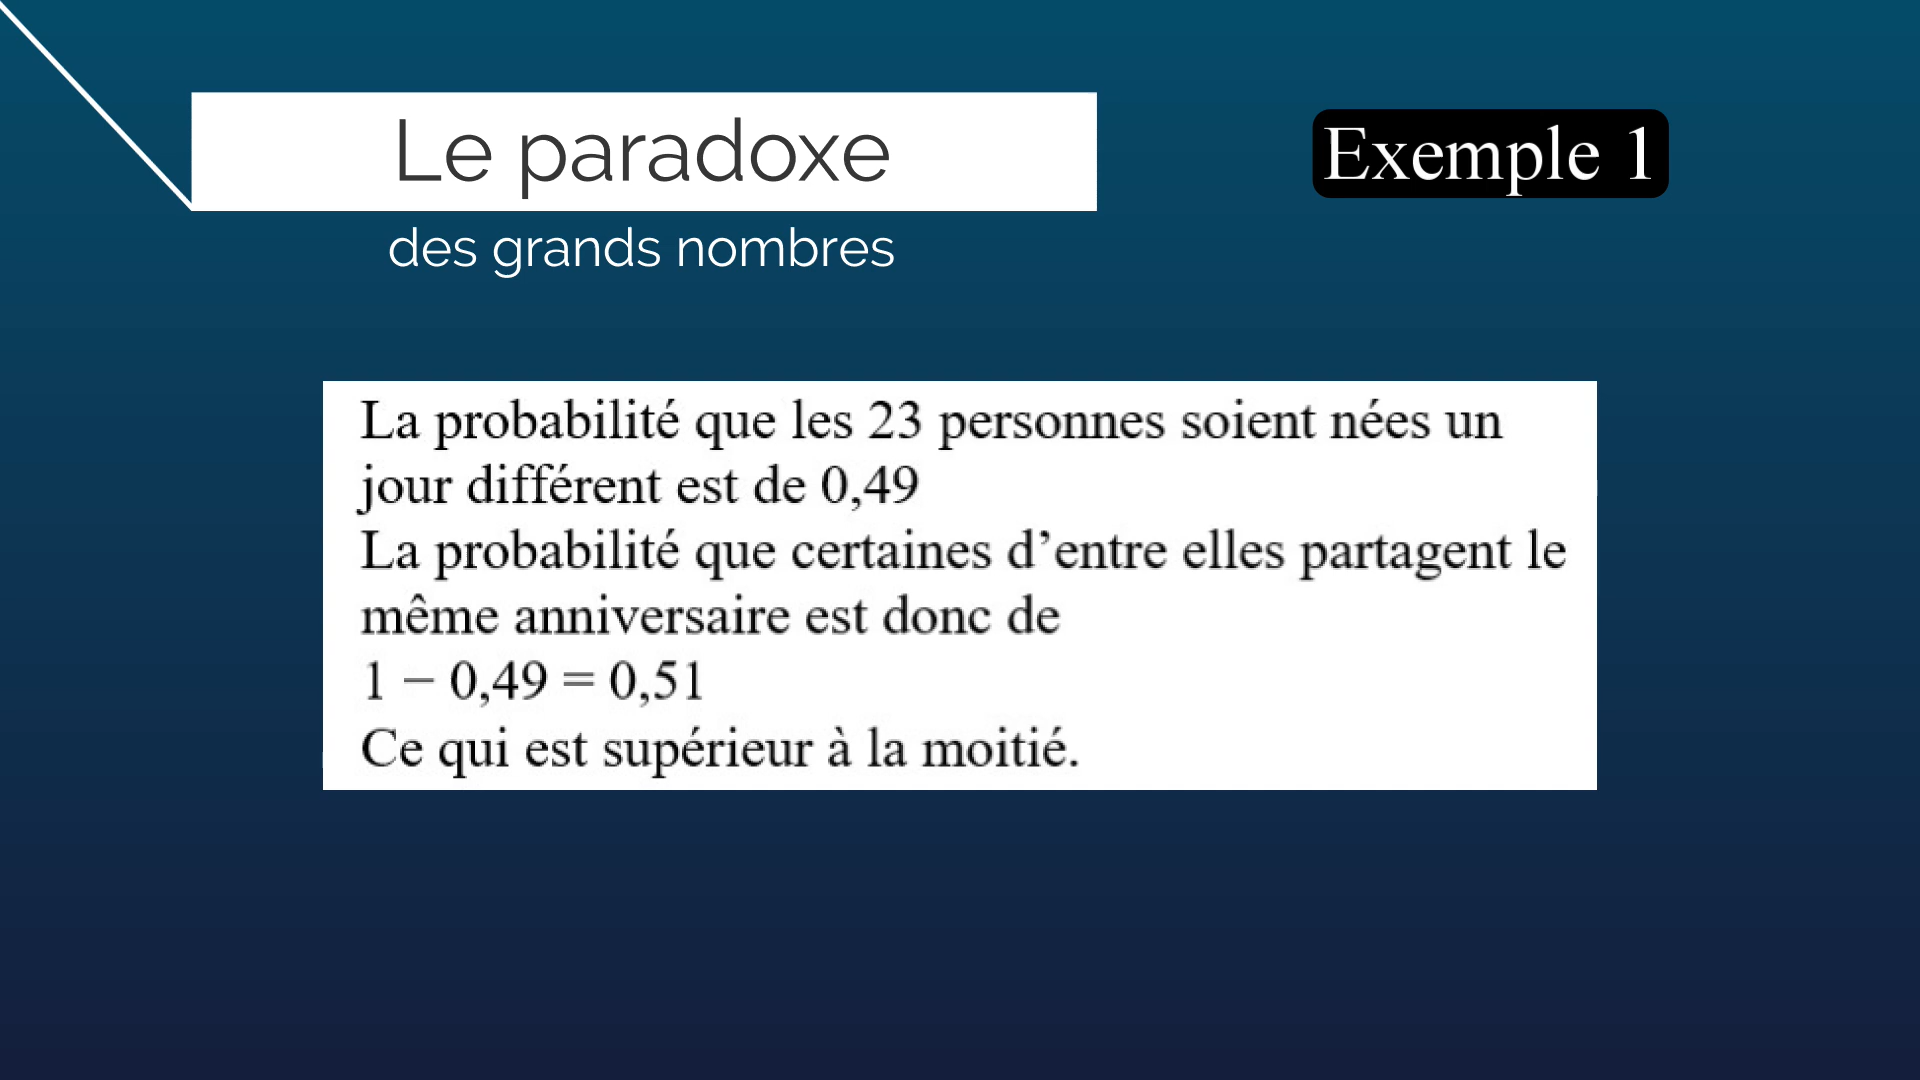 Le paradoxe
des grands nombres
Exemple 1
La probabilité que les 23 personnes soient nées un
jour différent est de 0,49
La probabilité que certaines d’entre elles partagent le
même anniversaire est donc de
1 − 0,49 = 0,51
Ce qui est supérieur à la moitié.